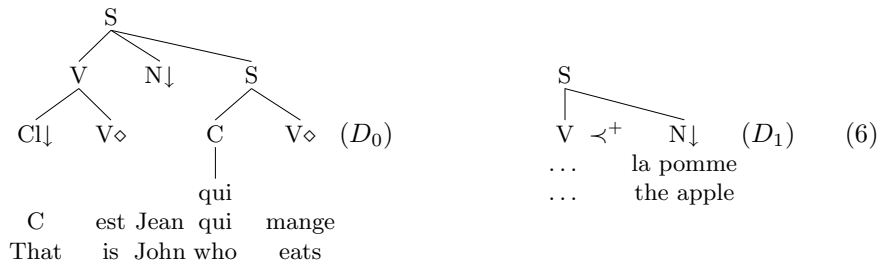 S
V N↓ S S
Cl↓ V⋄ C V⋄ (D₀) V ≺⁺ N↓ (D₁) (6)
... la pomme
qui ... the apple
C est Jean qui mange
That is John who eats